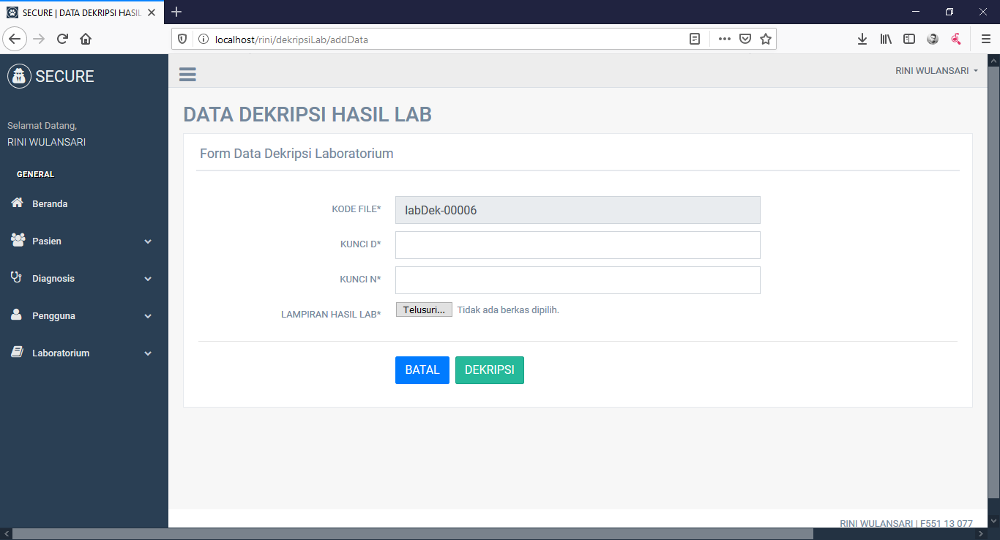 SECURE | DATA DEKRIPSI HASIL
localhost/rini/dekripsiLab/addData
SECURE
RINI WULANSARI
Selamat Datang,
RINI WULANSARI
GENERAL
Beranda
Pasien
Diagnosis
Pengguna
Laboratorium
DATA DEKRIPSI HASIL LAB
Form Data Dekripsi Laboratorium
KODE FILE* labDek-00006
KUNCI D*
KUNCI N*
LAMPIRAN HASIL LAB* Telusuri... Tidak ada berkas dipilih.
BATAL DEKRIPSI
RINI WULANSARI | F551 13 077